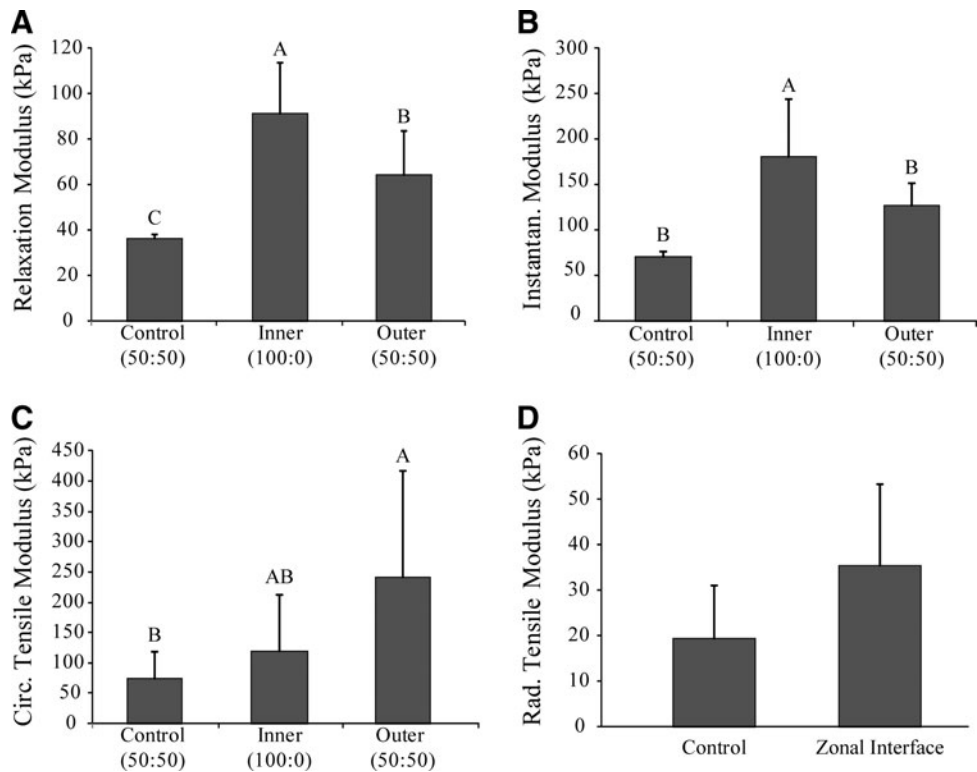 A
Relaxation Modulus (kPa)
120
100
80
60
40
20
0
C
A
B
Control Inner Outer
(50:50) (100:0) (50:50)
B
Instantan. Modulus (kPa)
300
250
200
150
100
50
0
B
A
B
Control Inner Outer
(50:50) (100:0) (50:50)
C
Circ. Tensile Modulus (kPa)
450
400
350
300
250
200
150
100
50
0
B
AB
A
Control Inner Outer
(50:50) (100:0) (50:50)
D
Rad. Tensile Modulus (kPa)
60
50
40
30
20
10
0
Control Zonal Interface